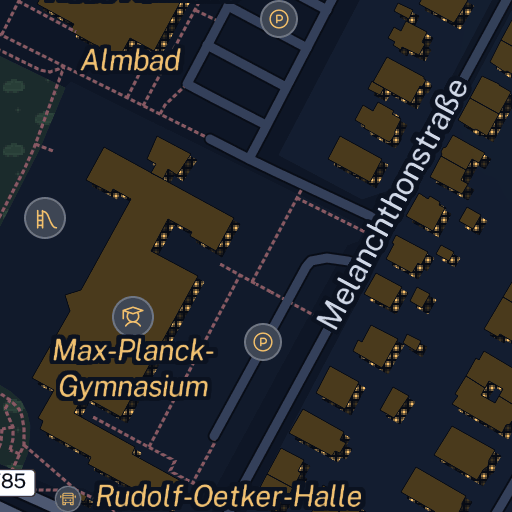 P
Almbad
Melanchthonstraße
P
Max-Planck-
Gymnasium
85
Rudolf-Oetker-Halle